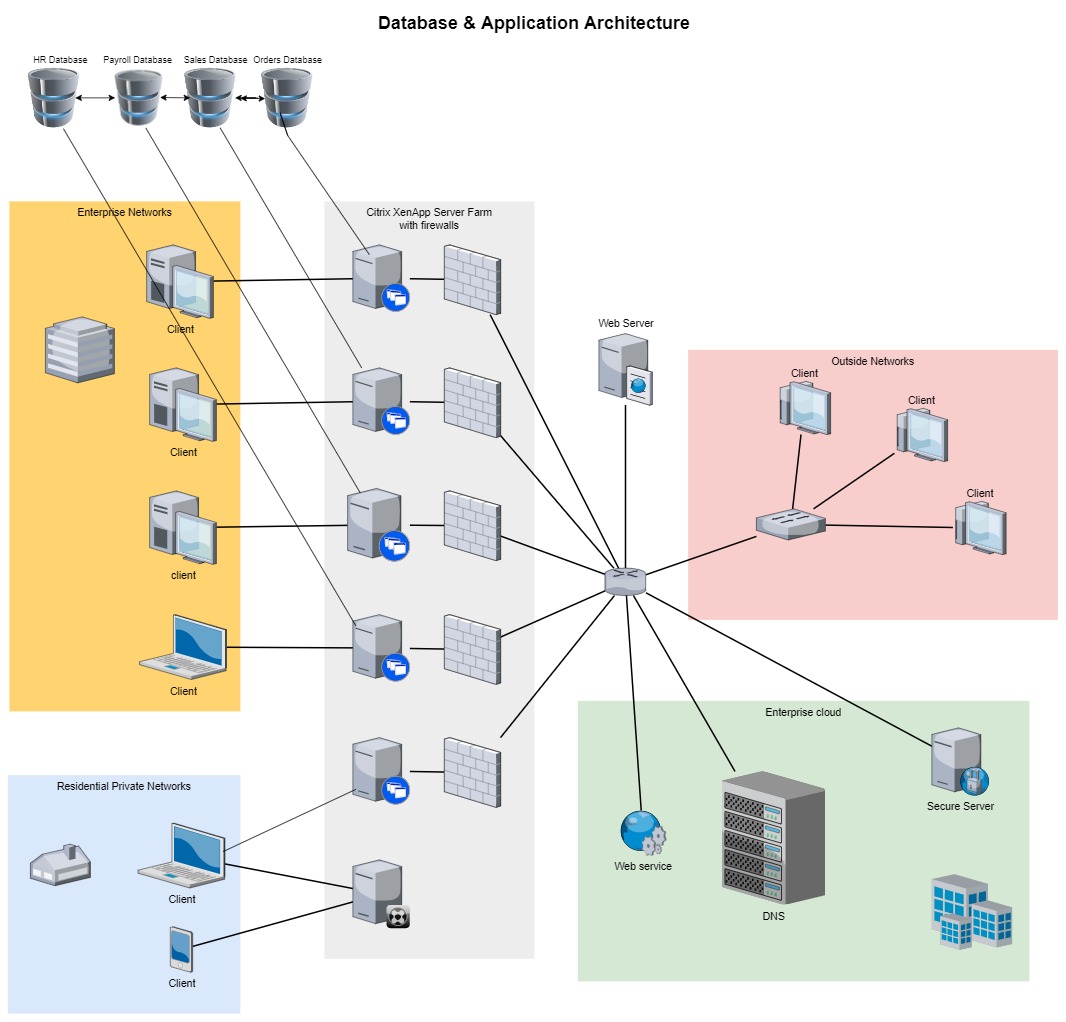 Database & Application Architecture
HR Database
Payroll Database
Sales Database
Orders Database
Enterprise Networks
Client
Client
client
Client
Citrix XenApp Server Farm
with firewalls
Web Server
Outside Networks
Client
Client
Client
Residential Private Networks
Client
Client
Enterprise cloud
Secure Server
Web service
DNS